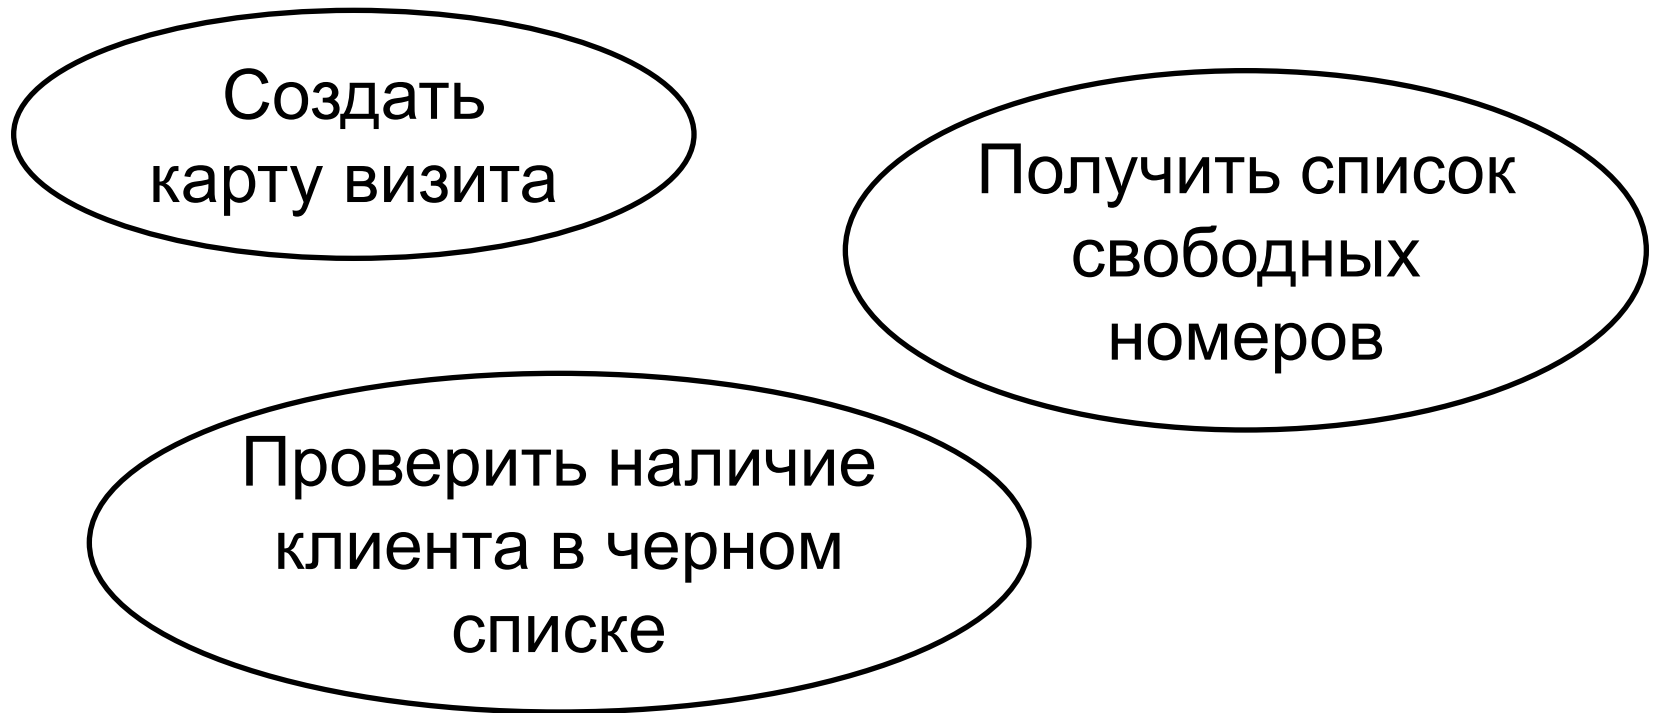 Создать
карту визита
Получить список
свободных
номеров
Проверить наличие
клиента в черном
списке